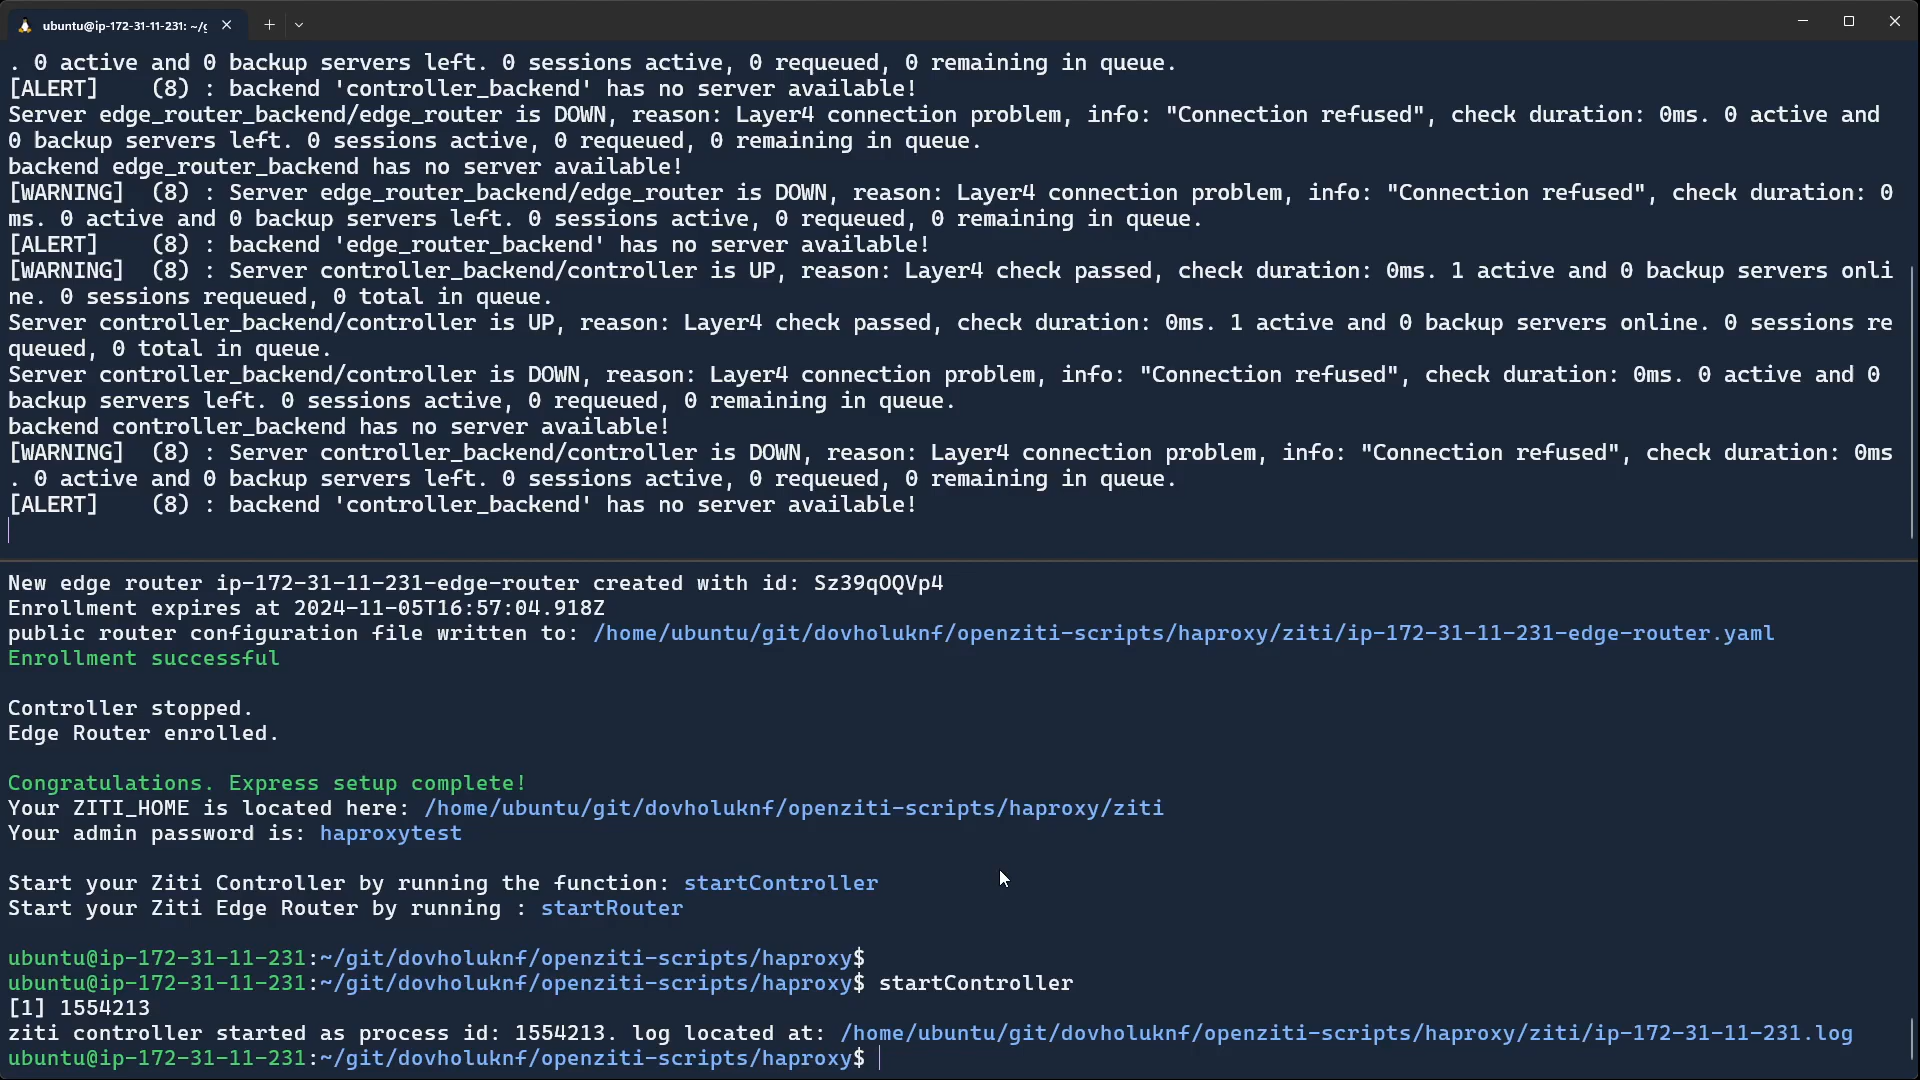 ubuntu@ip-172-31-11-231: ~/g
. 0 active and 0 backup servers left. 0 sessions active, 0 requeued, 0 remaining in queue.
[ALERT]    (8) : backend 'controller_backend' has no server available!
Server edge_router_backend/edge_router is DOWN, reason: Layer4 connection problem, info: "Connection refused", check duration: 0ms. 0 active and
0 backup servers left. 0 sessions active, 0 requeued, 0 remaining in queue.
backend edge_router_backend has no server available!
[WARNING]  (8) : Server edge_router_backend/edge_router is DOWN, reason: Layer4 connection problem, info: "Connection refused", check duration: 0
ms. 0 active and 0 backup servers left. 0 sessions active, 0 requeued, 0 remaining in queue.
[ALERT]    (8) : backend 'edge_router_backend' has no server available!
[WARNING]  (8) : Server controller_backend/controller is UP, reason: Layer4 check passed, check duration: 0ms. 1 active and 0 backup servers onli
ne. 0 sessions requeued, 0 total in queue.
Server controller_backend/controller is UP, reason: Layer4 check passed, check duration: 0ms. 1 active and 0 backup servers online. 0 sessions re
queued, 0 total in queue.
Server controller_backend/controller is DOWN, reason: Layer4 connection problem, info: "Connection refused", check duration: 0ms. 0 active and 0
backup servers left. 0 sessions active, 0 requeued, 0 remaining in queue.
backend controller_backend has no server available!
[WARNING]  (8) : Server controller_backend/controller is DOWN, reason: Layer4 connection problem, info: "Connection refused", check duration: 0ms
. 0 active and 0 backup servers left. 0 sessions active, 0 requeued, 0 remaining in queue.
[ALERT]    (8) : backend 'controller_backend' has no server available!
New edge router ip-172-31-11-231-edge-router created with id: Sz39qOQVp4
Enrollment expires at 2024-11-05T16:57:04.918Z
public router configuration file written to: /home/ubuntu/git/dovholuknf/openziti-scripts/haproxy/ziti/ip-172-31-11-231-edge-router.yaml
Enrollment successful
Controller stopped.
Edge Router enrolled.
Congratulations. Express setup complete!
Your ZITI_HOME is located here: /home/ubuntu/git/dovholuknf/openziti-scripts/haproxy/ziti
Your admin password is: haproxytest
Start your Ziti Controller by running the function: startController
Start your Ziti Edge Router by running : startRouter
ubuntu@ip-172-31-11-231:~/git/dovholuknf/openziti-scripts/haproxy$
ubuntu@ip-172-31-11-231:~/git/dovholuknf/openziti-scripts/haproxy$ startController
[1] 1554213
ziti controller started as process id: 1554213. log located at: /home/ubuntu/git/dovholuknf/openziti-scripts/haproxy/ziti/ip-172-31-11-231.log
ubuntu@ip-172-31-11-231:~/git/dovholuknf/openziti-scripts/haproxy$